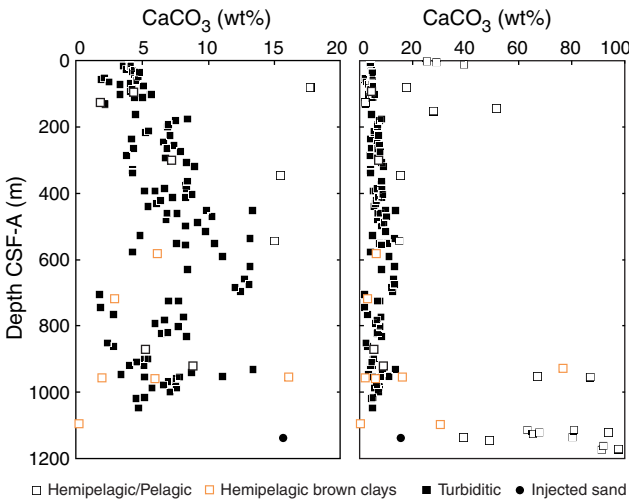 CaCO3 (wt%)
CaCO3 (wt%)
0 5 10 15 20
0 20 40 60 80 100
0
200
400
600
800
1000
1200
Depth CSF-A (m)
Hemipelagic/Pelagic Hemipelagic brown clays Turbiditic Injected sand